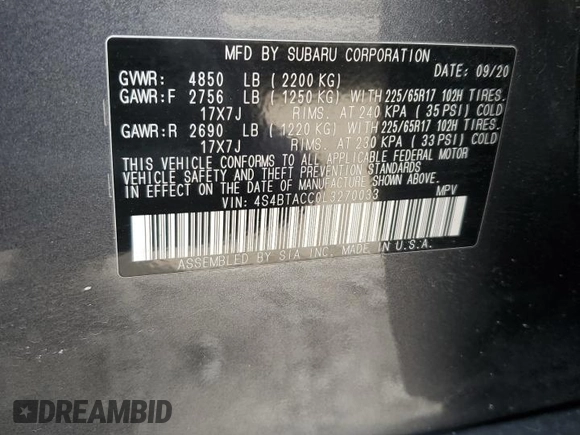 MFD BY SUBARU CORPORATION
GVWR: 4850 LB (2200 KG) DATE: 09/20
GAWR:F 2756 LB (1250 KG) WITH 225/65R17 102H TIRES.
17X7J RIMS. AT 240 KPA (35 PSI) COLD
GAWR:R 2690 LB (1220 KG) WITH 225/65R17 102H TIRES.
17X7J RIMS. AT 230 KPA (33 PSI) COLD
THIS VEHICLE CONFORMS TO ALL APPLICABLE FEDERAL MOTOR
VEHICLE SAFETY, BUMPER, AND THEFT PREVENTION STANDARDS
IN EFFECT ON THE DATE OF MANUFACTURE SHOWN ABOVE.
VIN: 4S4BTACC0L3270033 MPV
ASSEMBLED BY SIA INC. MADE IN U.S.A.
DREAMBID